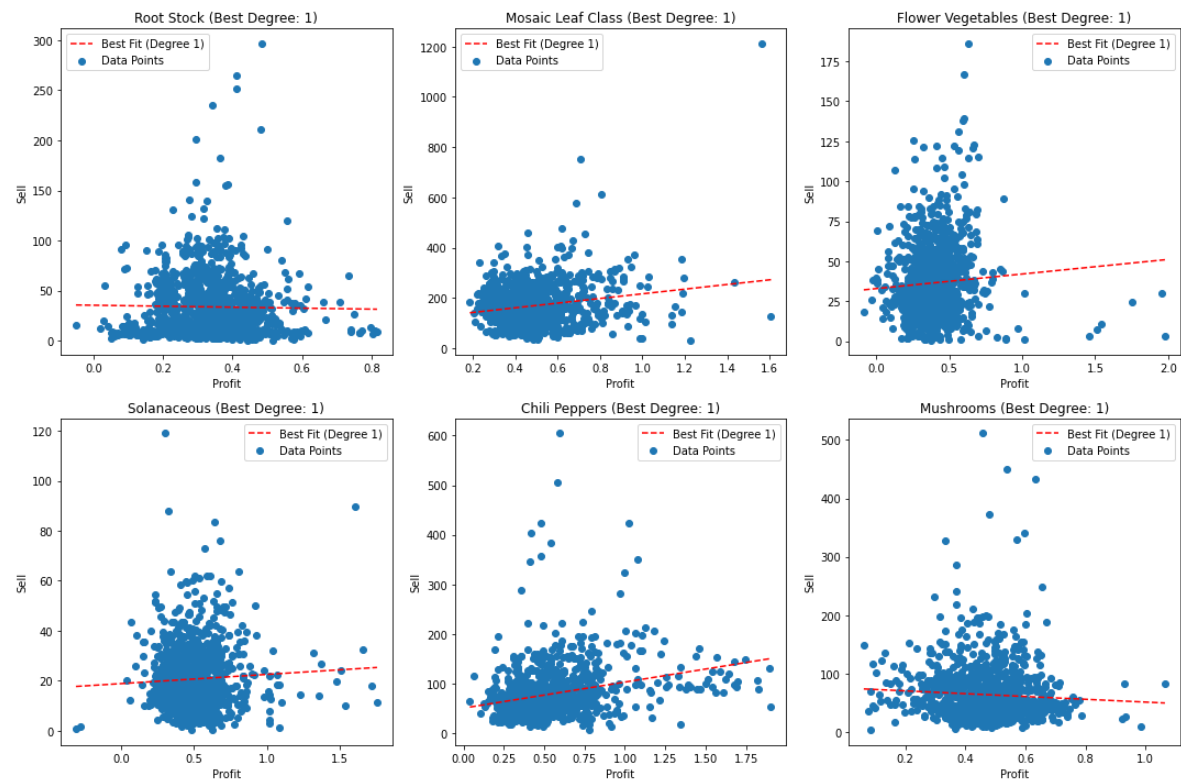 Root Stock (Best Degree: 1)
Best Fit (Degree 1)
Data Points
300
250
200
150
100
50
0
Sell
0.0 0.2 0.4 0.6 0.8
Profit
Mosaic Leaf Class (Best Degree: 1)
Best Fit (Degree 1)
Data Points
1200
1000
800
600
400
200
0
Sell
0.2 0.4 0.6 0.8 1.0 1.2 1.4 1.6
Profit
Flower Vegetables (Best Degree: 1)
Best Fit (Degree 1)
Data Points
175
150
125
100
75
50
25
0
Sell
0.0 0.5 1.0 1.5 2.0
Profit
Solanaceous (Best Degree: 1)
Best Fit (Degree 1)
Data Points
120
100
80
60
40
20
0
Sell
0.0 0.5 1.0 1.5
Profit
Chili Peppers (Best Degree: 1)
Best Fit (Degree 1)
Data Points
600
500
400
300
200
100
0
Sell
0.00 0.25 0.50 0.75 1.00 1.25 1.50 1.75
Profit
Mushrooms (Best Degree: 1)
Best Fit (Degree 1)
Data Points
500
400
300
200
100
0
Sell
0.2 0.4 0.6 0.8 1.0
Profit